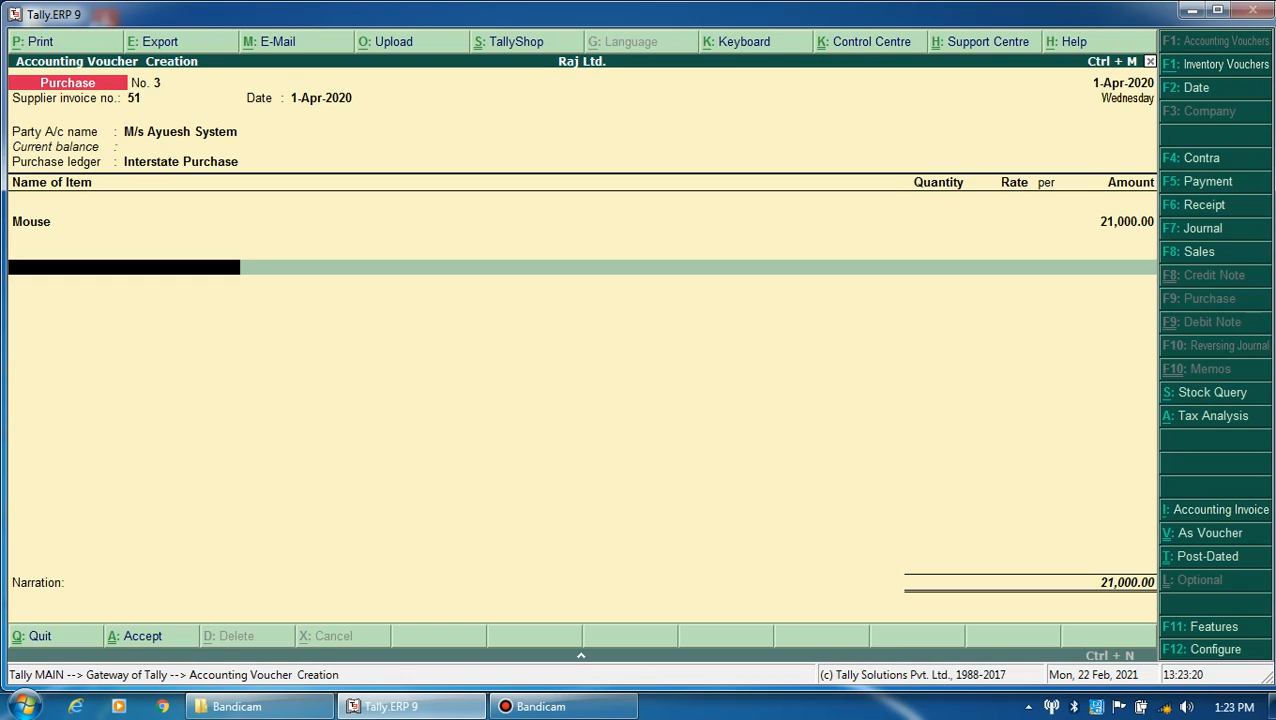 Tally.ERP 9
P: Print
E: Export
M: E-Mail
O: Upload
S: TallyShop
G: Language
K: Keyboard
K: Control Centre
H: Support Centre
H: Help
Accounting Voucher Creation
Raj Ltd.
Ctrl + M
Purchase No. 3
1-Apr-2020
Supplier invoice no.: 51
Date : 1-Apr-2020
Wednesday
Party A/c name : M/s Ayuesh System
Current balance :
Purchase ledger : Interstate Purchase
Name of Item
Quantity
Rate
per
Amount
Mouse
21,000.00
Narration:
21,000.00
Q: Quit
A: Accept
D: Delete
X: Cancel
Ctrl + N
F1: Accounting Vouchers
F1: Inventory Vouchers
F2: Date
F3: Company
F4: Contra
F5: Payment
F6: Receipt
F7: Journal
F8: Sales
F8: Credit Note
F9: Purchase
F9: Debit Note
F10: Reversing Journal
F10: Memos
S: Stock Query
A: Tax Analysis
I: Accounting Invoice
V: As Voucher
T: Post-Dated
L: Optional
F11: Features
F12: Configure
Tally MAIN --> Gateway of Tally --> Accounting Voucher Creation
(c) Tally Solutions Pvt. Ltd., 1988-2017
Mon, 22 Feb, 2021
13:23:20
Bandicam
Tally.ERP 9
Bandicam
1:23 PM